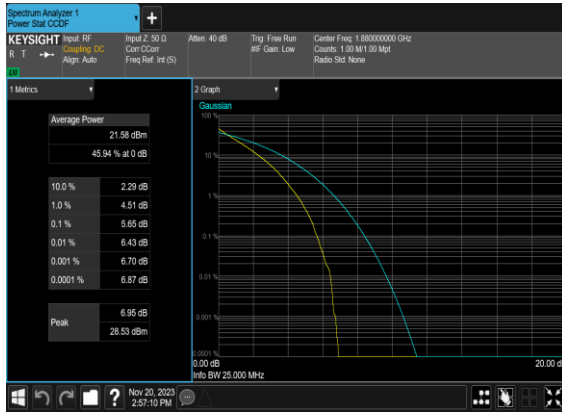 Spectrum Analyzer 1
Power Stat CCDF
+
KEYSIGHT
R T
LXI
Input: RF
Coupling: DC
Align: Auto
Input Z: 50 Ω
Corr CCorr
Freq Ref: Int (S)
Atten: 40 dB
Trig: Free Run
#IF Gain: Low
Center Freq: 1.880000000 GHz
Counts: 1.00 M/1.00 Mpt
Radio Std: None
1 Metrics
Average Power
21.58 dBm
45.94 % at 0 dB
10.0 % 2.29 dB
1.0 % 4.51 dB
0.1 % 5.65 dB
0.01 % 6.43 dB
0.001 % 6.70 dB
0.0001 % 6.87 dB
Peak
6.95 dB
28.53 dBm
2 Graph
Gaussian
100 %
10 %
1 %
0.1 %
0.01 %
0.001 %
0.0001 %
0.00 dB
20.00 dB
Info BW 25.000 MHz
?
Nov 20, 2023
2:57:10 PM